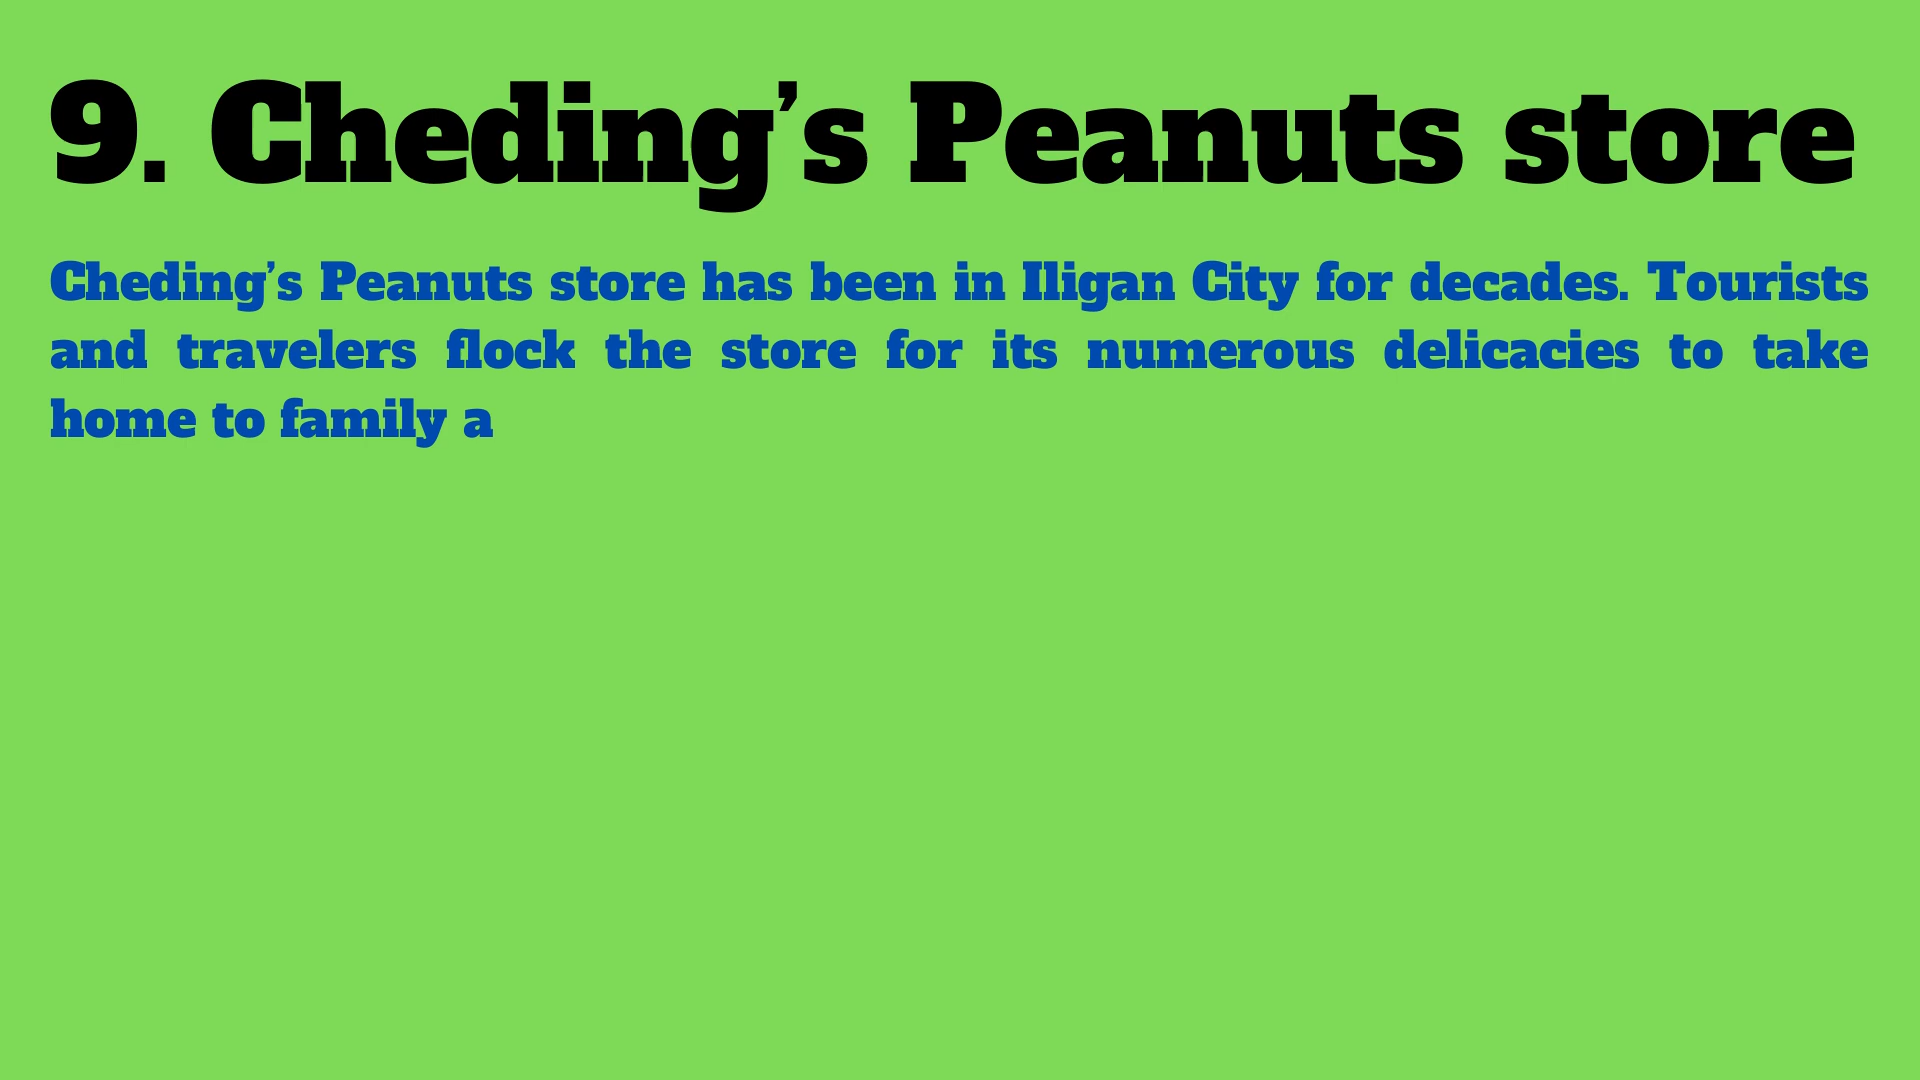 9. Cheding’s Peanuts store
Cheding’s Peanuts store has been in Iligan City for decades. Tourists
and travelers flock the store for its numerous delicacies to take
home to family a